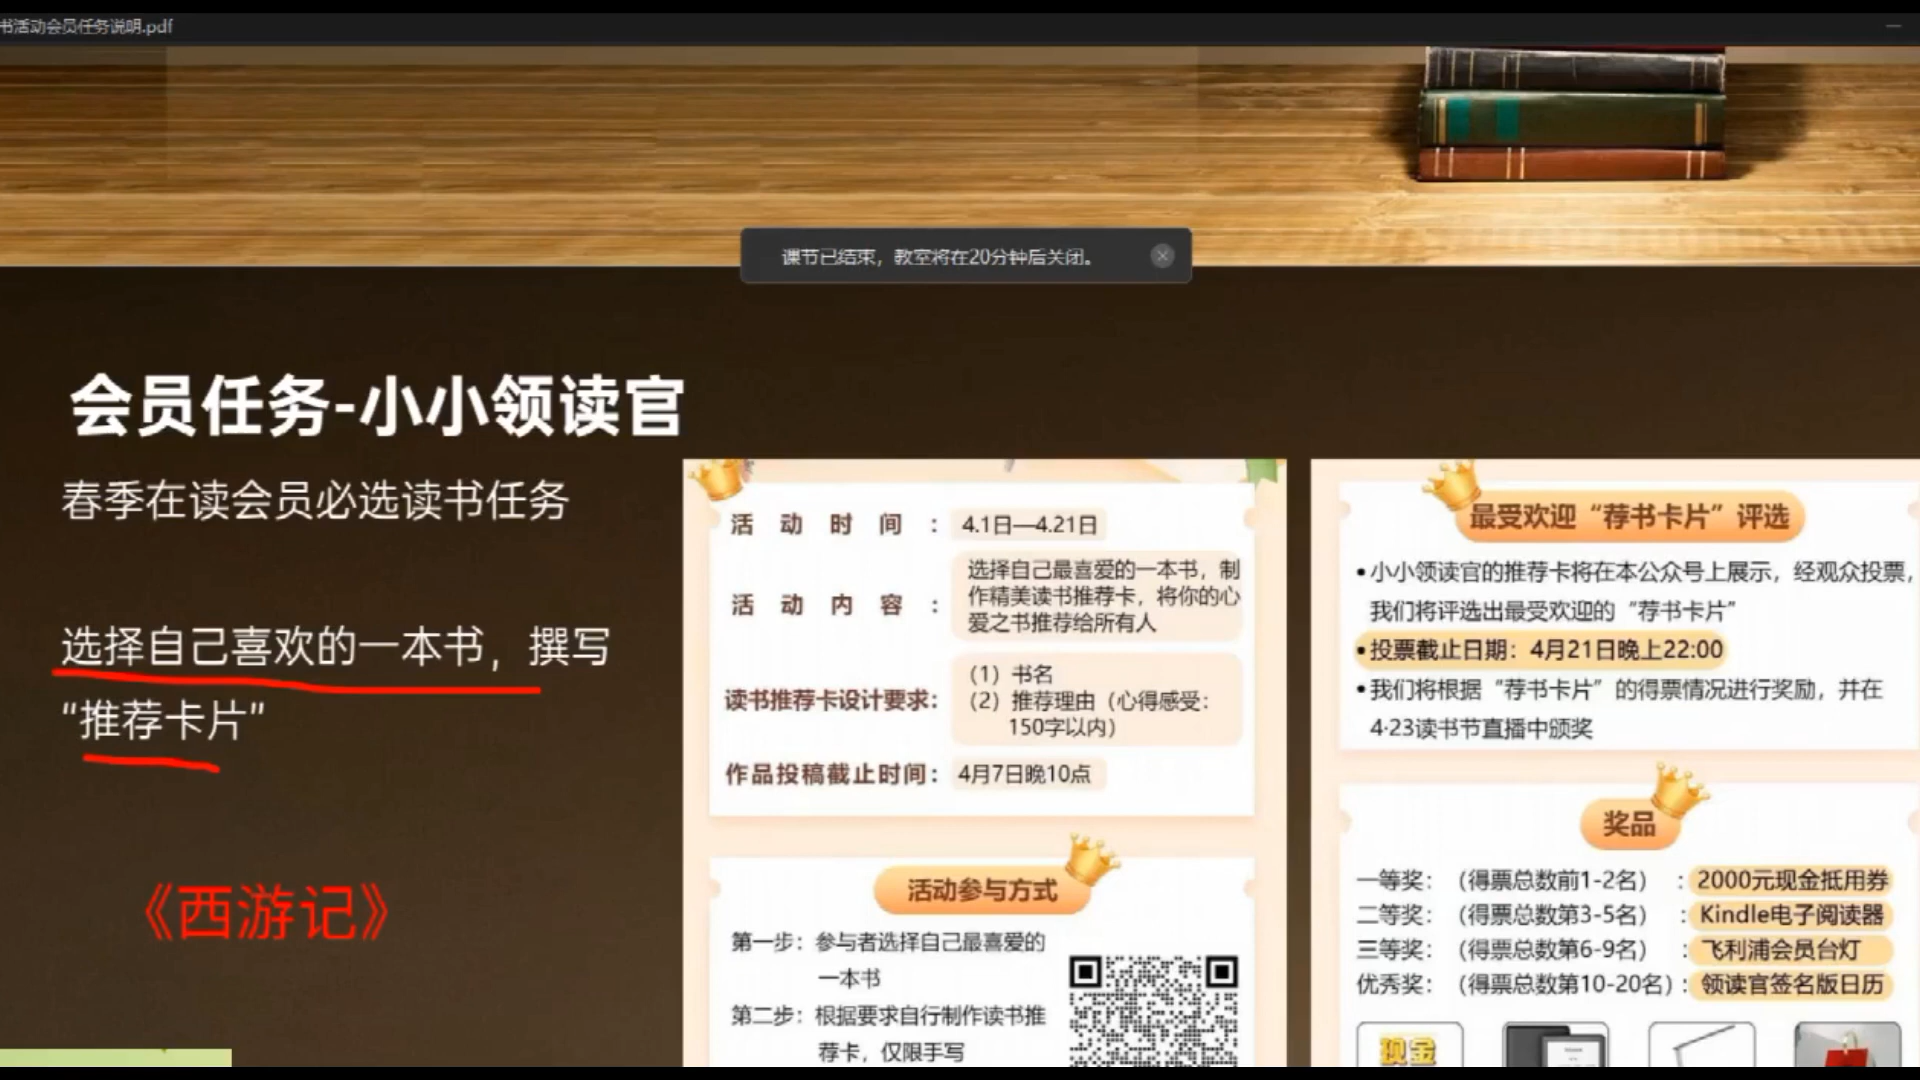 书活动会员任务说明.pdf
课节已结束，教室将在20分钟后关闭。
会员任务-小小领读官
春季在读会员必选读书任务
选择自己喜欢的一本书，撰写
“推荐卡片”
《西游记》
活动时间：4.1日—4.21日
活动内容：选择自己最喜爱的一本书，制
作精美读书推荐卡，将你的心
爱之书推荐给所有人
读书推荐卡设计要求：（1）书名
（2）推荐理由（心得感受：
150字以内）
作品投稿截止时间：4月7日晚10点
活动参与方式
第一步：参与者选择自己最喜爱的
一本书
第二步：根据要求自行制作读书推
荐卡，仅限手写
最受欢迎“荐书卡片”评选
•小小领读官的推荐卡将在本公众号上展示，经观众投票，
我们将评选出最受欢迎的“荐书卡片”
•投票截止日期：4月21日晚上22:00
•我们将根据“荐书卡片”的得票情况进行奖励，并在
4·23读书节直播中颁奖
奖品
一等奖：（得票总数前1-2名）：2000元现金抵用券
二等奖：（得票总数第3-5名）：Kindle电子阅读器
三等奖：（得票总数第6-9名）：飞利浦会员台灯
优秀奖：（得票总数第10-20名）：领读官签名版日历
现金